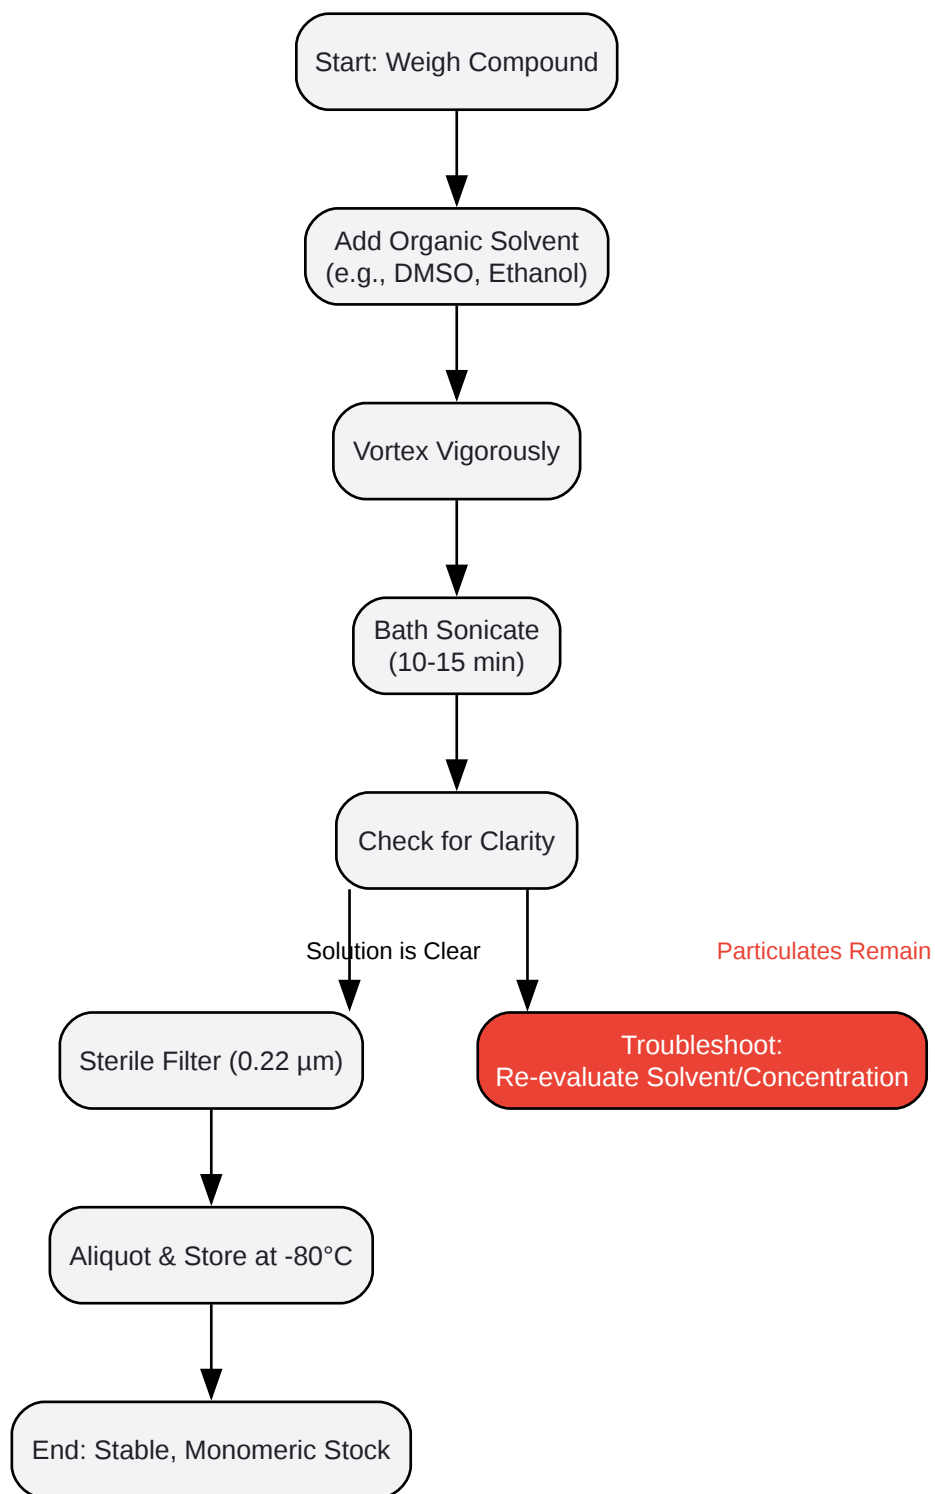 Start: Weigh Compound
Add Organic Solvent
(e.g., DMSO, Ethanol)
Vortex Vigorously
Bath Sonicate
(10-15 min)
Check for Clarity
Solution is Clear
Particulates Remain
Sterile Filter (0.22 µm)
Troubleshoot:
Re-evaluate Solvent/Concentration
Aliquot & Store at -80°C
End: Stable, Monomeric Stock